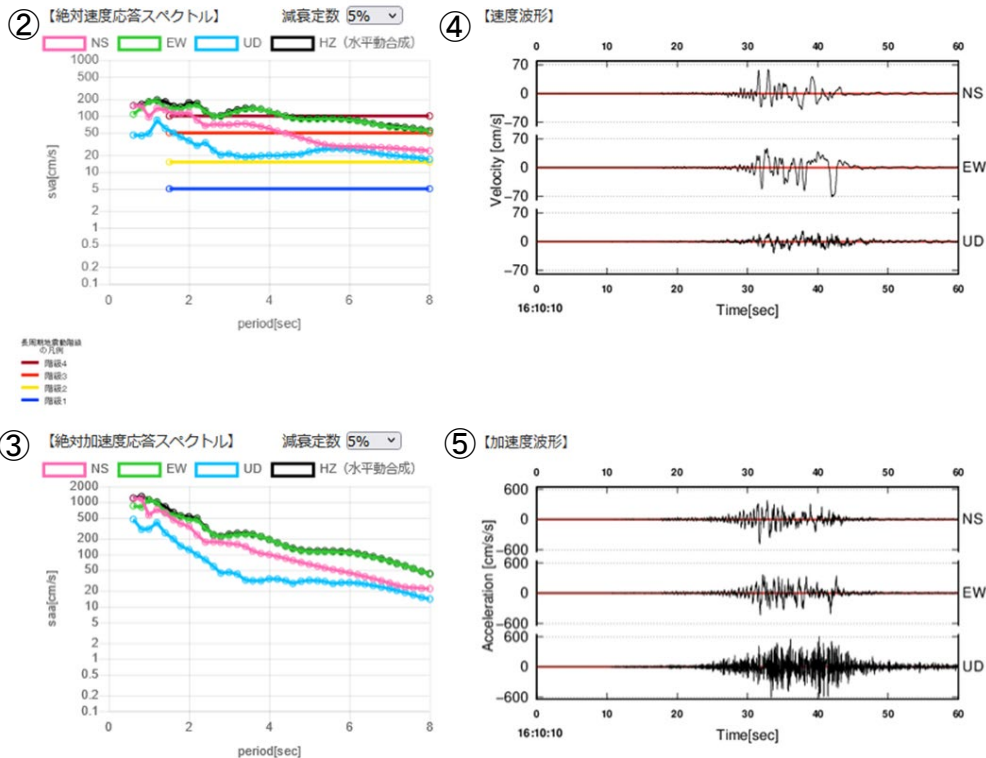 ② 【絶対速度応答スペクトル】 減衰定数 5%
NS EW UD HZ（水平動合成）
1000
500
200
100
50
20
10
5
2
1
0.5
0.2
0.1
sva[cm/s]
0 2 4 6 8
period[sec]
長周期地震動階級
の凡例
階級4
階級3
階級2
階級1
④ 【速度波形】
0 10 20 30 40 50 60
70
0
-70
NS
70
0
-70
EW
70
0
-70
UD
Velocity [cm/s]
0 10 20 30 40 50 60
16:10:10
Time[sec]
③ 【絶対加速度応答スペクトル】 減衰定数 5%
NS EW UD HZ（水平動合成）
2000
1000
500
200
100
50
20
10
5
2
1
0.5
0.2
0.1
saa[cm/s]
0 2 4 6 8
period[sec]
⑤ 【加速度波形】
0 10 20 30 40 50 60
600
0
-600
NS
600
0
-600
EW
600
0
-600
UD
Acceleration [cm/s/s]
0 10 20 30 40 50 60
16:10:10
Time[sec]